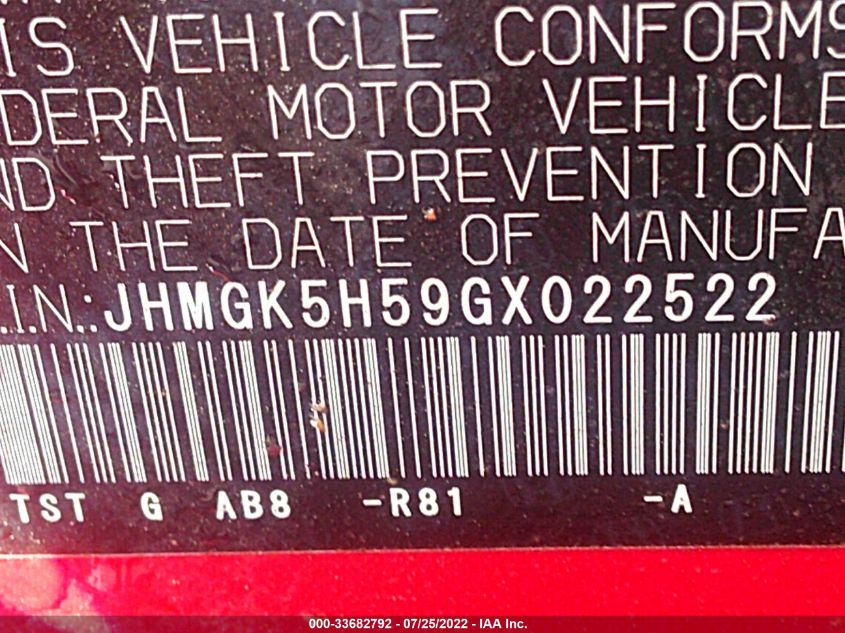 IS VEHICLE CONFORMS
DERAL MOTOR VEHICLE
ND THEFT PREVENTION
N THE DATE OF MANUFA
.I.N.: JHMGK5H59GX022522
TST G AB8 -R81 -A
000-33682792 - 07/25/2022 - IAA Inc.